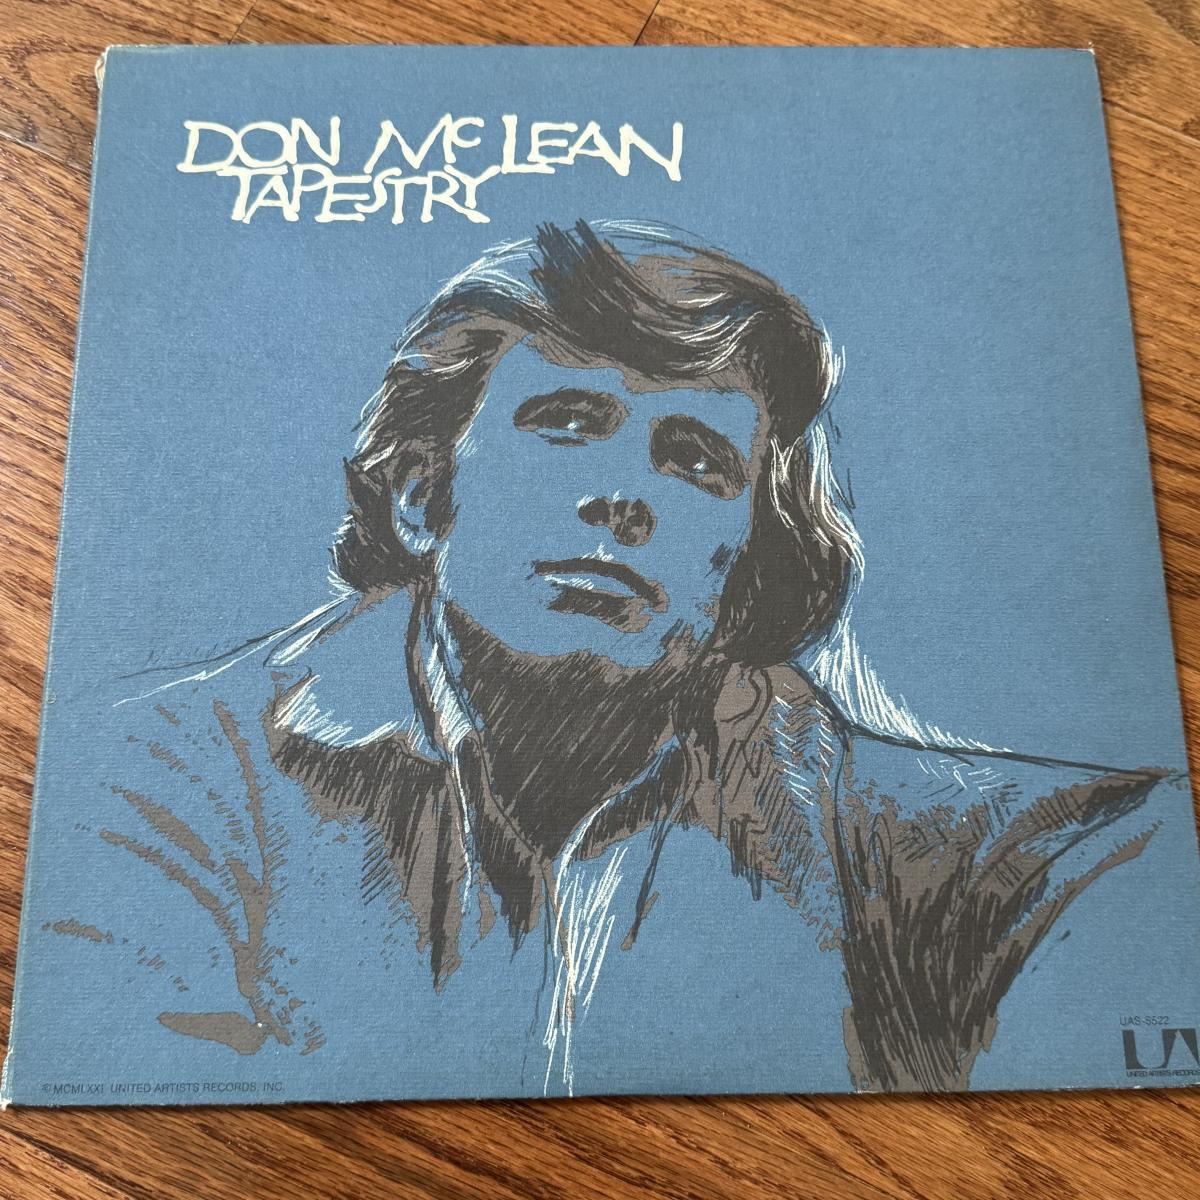 DON McLEAN
TAPESTRY
UAS-5522
UA
UNITED ARTISTS RECORDS
© MCMLXXI UNITED ARTISTS RECORDS, INC.